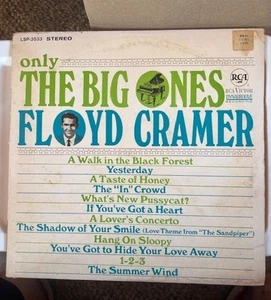 LSP-3533 STEREO
only
THE BIG ONES
RCA VICTOR
DYNAGROOVE
FLOYD CRAMER
A Walk in the Black Forest
Yesterday
A Taste of Honey
The "In" Crowd
What's New Pussycat?
If You've Got a Heart
A Lover's Concerto
The Shadow of Your Smile (Love Theme from "The Sandpiper")
Hang On Sloopy
You've Got to Hide Your Love Away
1-2-3
The Summer Wind